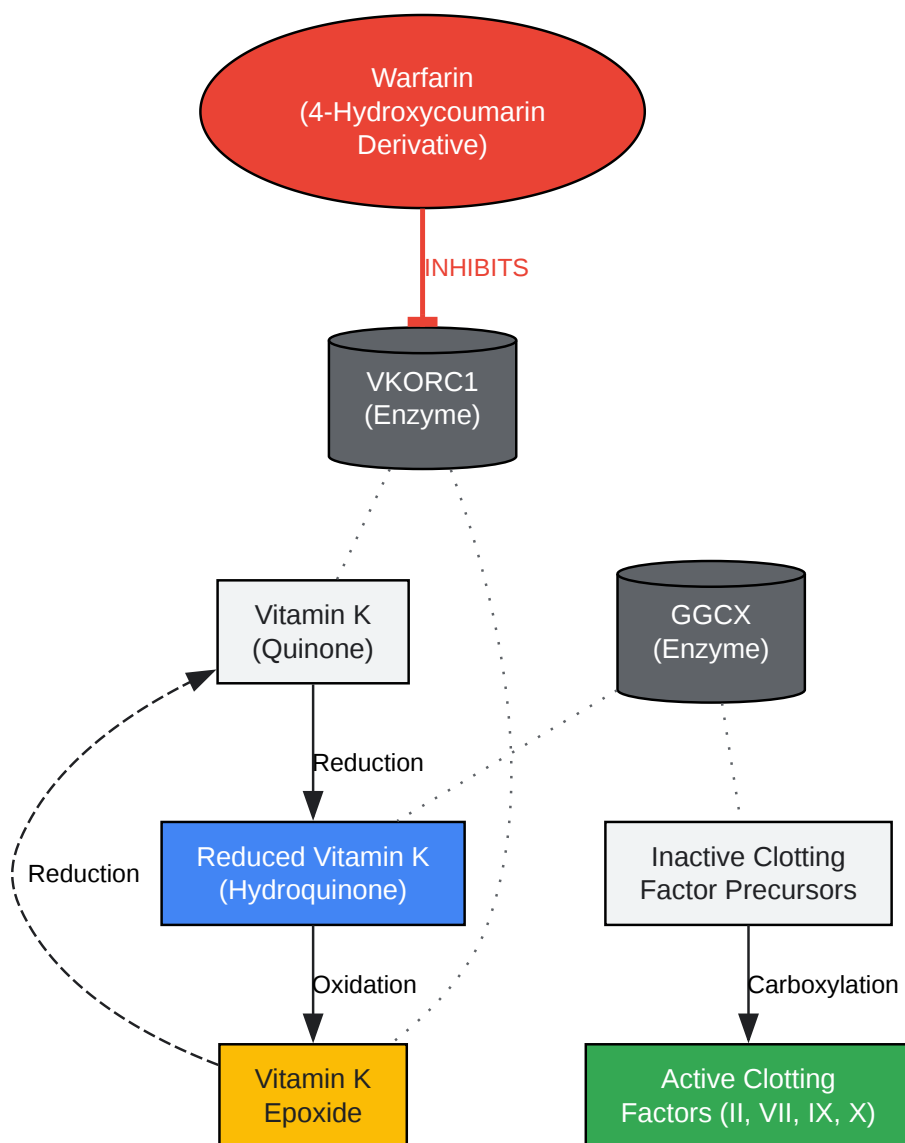 Warfarin
(4-Hydroxycoumarin
Derivative)
INHIBITS
VKORC1
(Enzyme)
Vitamin K
(Quinone)
GGCX
(Enzyme)
Reduction
Reduced Vitamin K
(Hydroquinone)
Inactive Clotting
Factor Precursors
Reduction
Oxidation
Carboxylation
Vitamin K
Epoxide
Active Clotting
Factors (II, VII, IX, X)